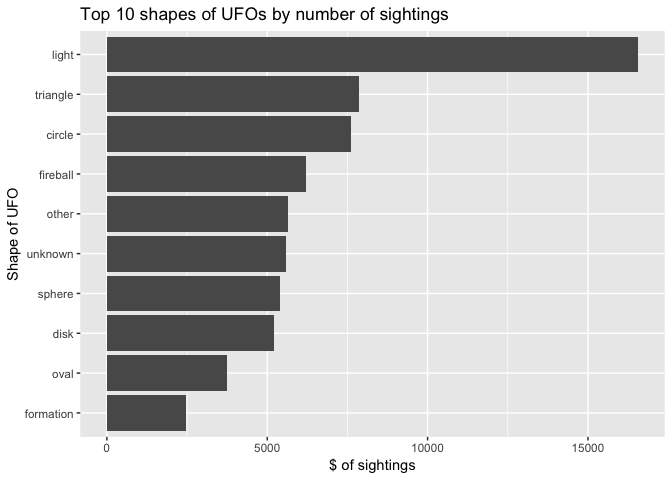 Top 10 shapes of UFOs by number of sightings
Shape of UFO
light
triangle
circle
fireball
other
unknown
sphere
disk
oval
formation
0 5000 10000 15000
$ of sightings